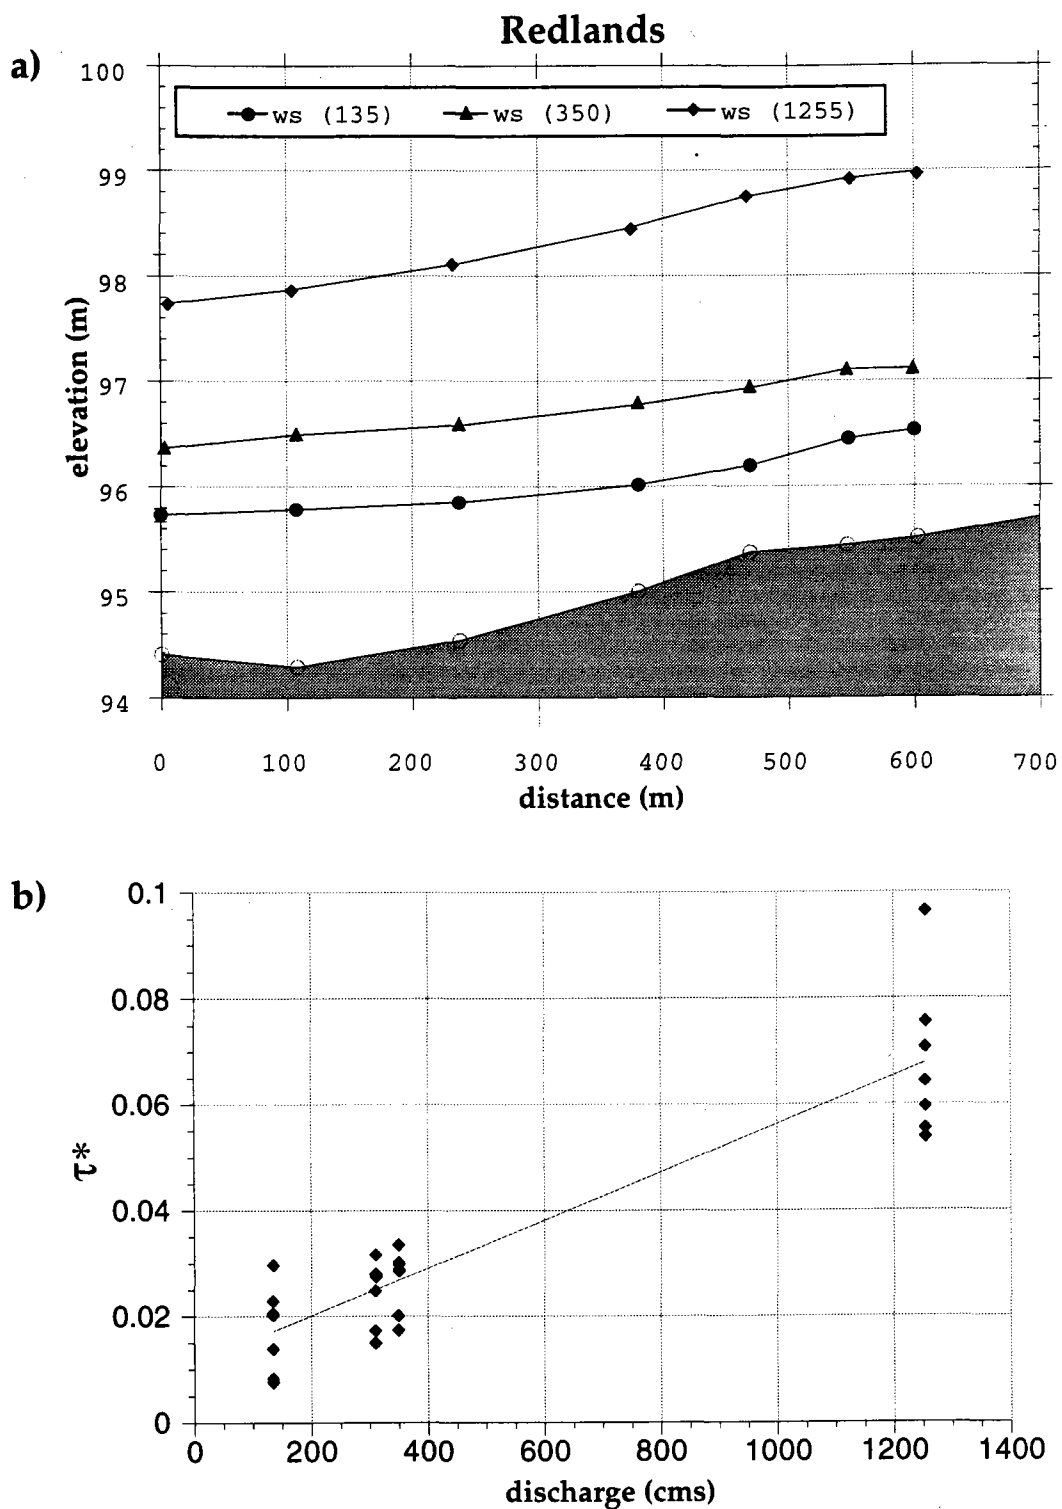 Redlands
a)
100
99
98
97
96
95
94
elevation (m)
ws (135) ws (350) ws (1255)
0 100 200 300 400 500 600 700
distance (m)
b)
0.1
0.08
0.06
0.04
0.02
0
τ*
0 200 400 600 800 1000 1200 1400
discharge (cms)